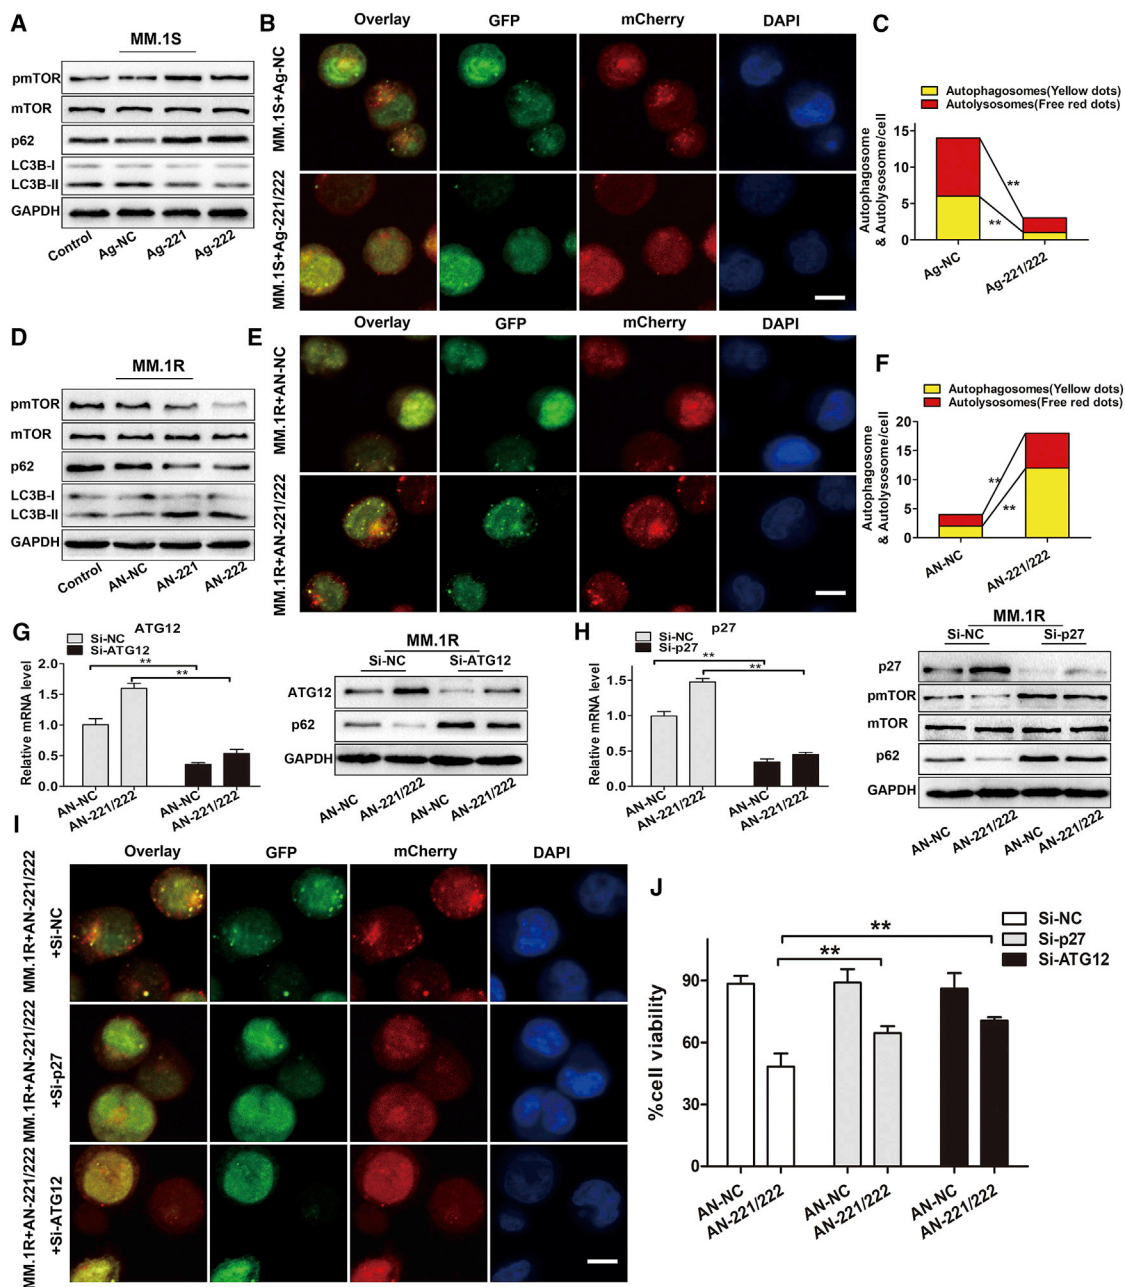 A
MM.1S
pmTOR
mTOR
p62
LC3B-I
LC3B-II
GAPDH
Control
Ag-NC
Ag-221
Ag-222
B
Overlay
GFP
mCherry
DAPI
MM.1S+Ag-NC
MM.1S+Ag-221/222
C
Autophagosomes(Yellow dots)
Autolysosomes(Free red dots)
Autophagosome
& Autolysosome/cell
15
10
5
0
**
**
Ag-NC
Ag-221/222
D
MM.1R
pmTOR
mTOR
p62
LC3B-I
LC3B-II
GAPDH
Control
AN-NC
AN-221
AN-222
E
Overlay
GFP
mCherry
DAPI
MM.1R+AN-NC
MM.1R+AN-221/222
F
Autophagosomes(Yellow dots)
Autolysosomes(Free red dots)
Autophagosome
& Autolysosome/cell
20
15
10
5
0
**
**
AN-NC
AN-221/222
G
ATG12
Si-NC
Si-ATG12
Relative mRNA level
2.0
1.5
1.0
0.5
0.0
**
**
AN-NC
AN-221/222
AN-NC
AN-221/222
MM.1R
Si-NC
Si-ATG12
ATG12
p62
GAPDH
AN-NC
AN-221/222
AN-NC
AN-221/222
H
p27
Si-NC
Si-p27
Relative mRNA level
1.5
1.0
0.5
0.0
**
**
AN-NC
AN-221/222
AN-NC
AN-221/222
MM.1R
Si-NC
Si-p27
p27
pmTOR
mTOR
p62
GAPDH
AN-NC
AN-221/222
AN-NC
AN-221/222
I
Overlay
GFP
mCherry
DAPI
MM.1R+AN-221/222
+Si-NC
MM.1R+AN-221/222
+Si-p27
MM.1R+AN-221/222
+Si-ATG12
J
Si-NC
Si-p27
Si-ATG12
%cell viability
90
60
30
0
**
**
AN-NC
AN-221/222
AN-NC
AN-221/222
AN-NC
AN-221/222